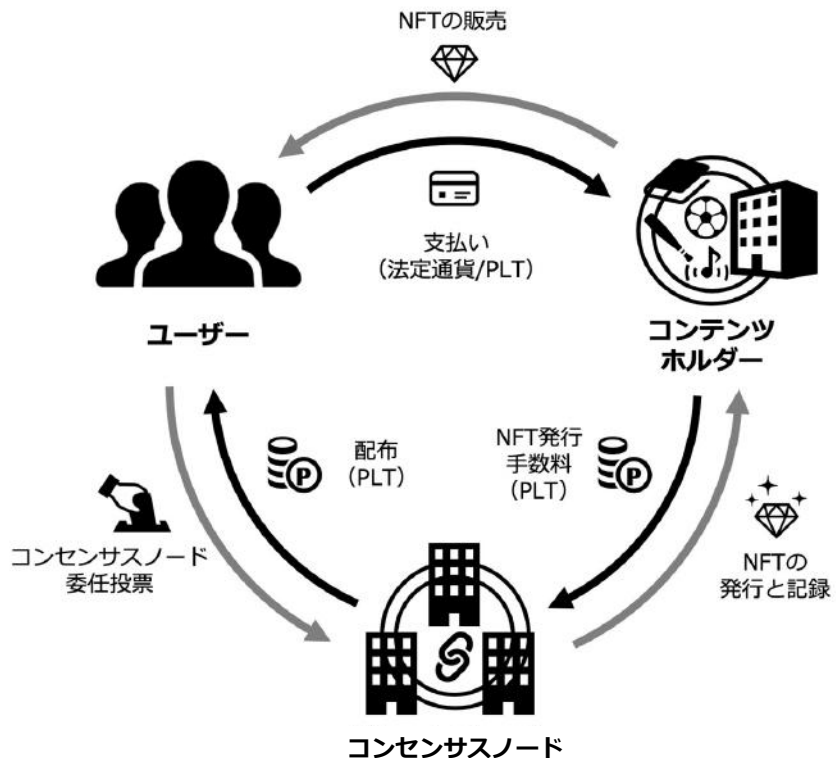 NFTの販売
支払い
（法定通貨/PLT）
ユーザー
コンテンツ
ホルダー
配布
（PLT）
NFT発行
手数料
（PLT）
P
P
コンセンサスノード
委任投票
NFTの
発行と記録
コンセンサスノード